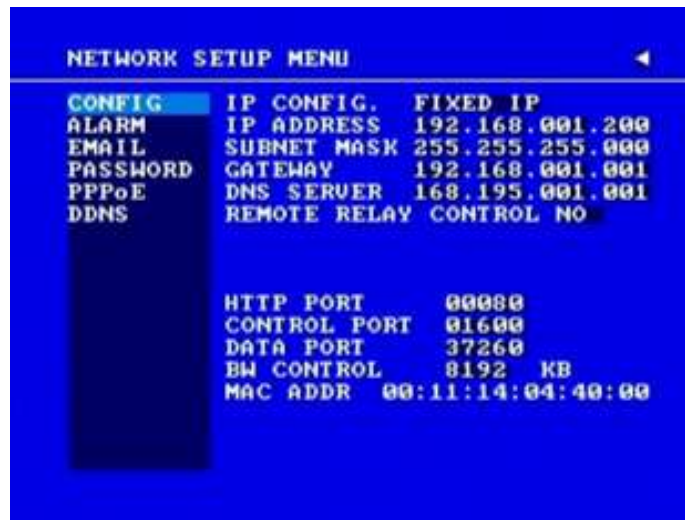 NETWORK SETUP MENU
CONFIG IP CONFIG. FIXED IP
ALARM IP ADDRESS 192.168.001.200
EMAIL SUBNET MASK 255.255.255.000
PASSWORD GATEWAY 192.168.001.001
PPPoE DNS SERVER 168.195.001.001
DDNS REMOTE RELAY CONTROL NO
HTTP PORT 00080
CONTROL PORT 01600
DATA PORT 37260
BW CONTROL 8192 KB
MAC ADDR 00:11:14:04:40:00